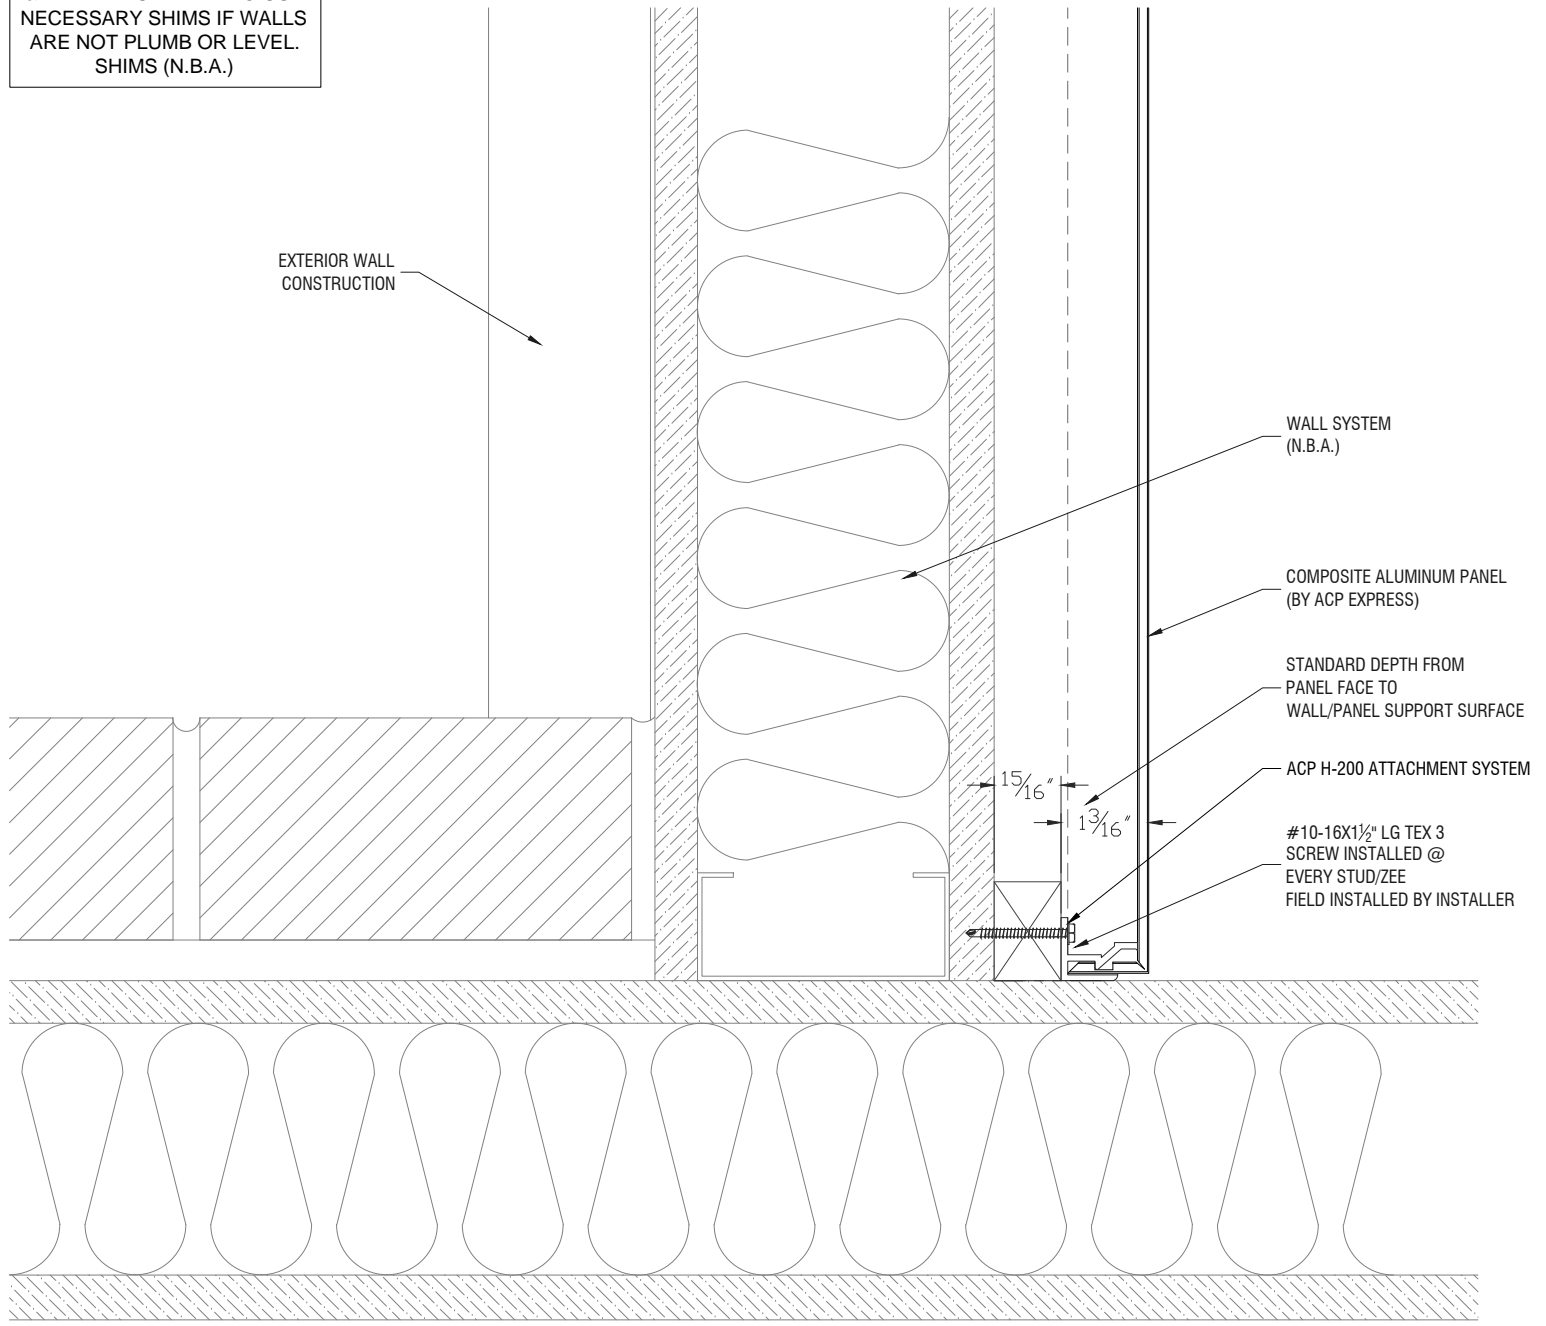 NECESSARY SHIMS IF WALLS
ARE NOT PLUMB OR LEVEL.
SHIMS (N.B.A.)
EXTERIOR WALL
CONSTRUCTION
WALL SYSTEM
(N.B.A.)
COMPOSITE ALUMINUM PANEL
(BY ACP EXPRESS)
STANDARD DEPTH FROM
PANEL FACE TO
WALL/PANEL SUPPORT SURFACE
ACP H-200 ATTACHMENT SYSTEM
15/16"
13/16"
#10-16X1½" LG TEX 3
SCREW INSTALLED @
EVERY STUD/ZEE
FIELD INSTALLED BY INSTALLER